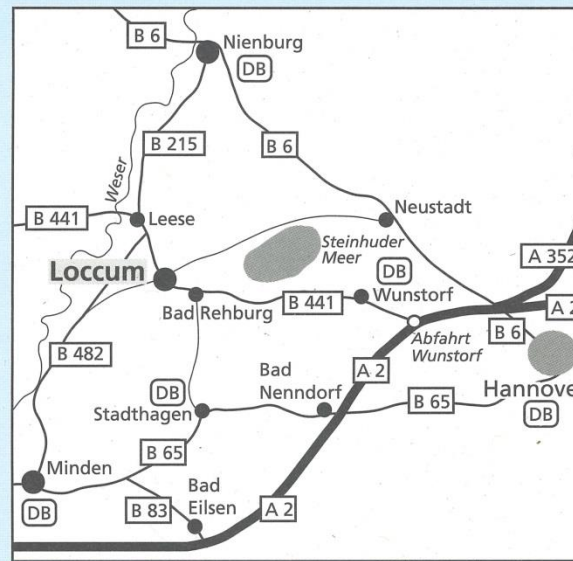 B 6
Nienburg
DB
B 215
B 6
Weser
B 441
Leese
Neustadt
A 352
Steinhuder
Meer
Loccum
DB
Bad Rehburg
B 441
Wunstorf
A 2
B 6
Abfahrt
Wunstorf
B 482
A 2
Bad
Nenndorf
Hannove
DB
DB
Stadthagen
B 65
B 65
Minden
DB
B 83
Bad
Eilsen
A 2